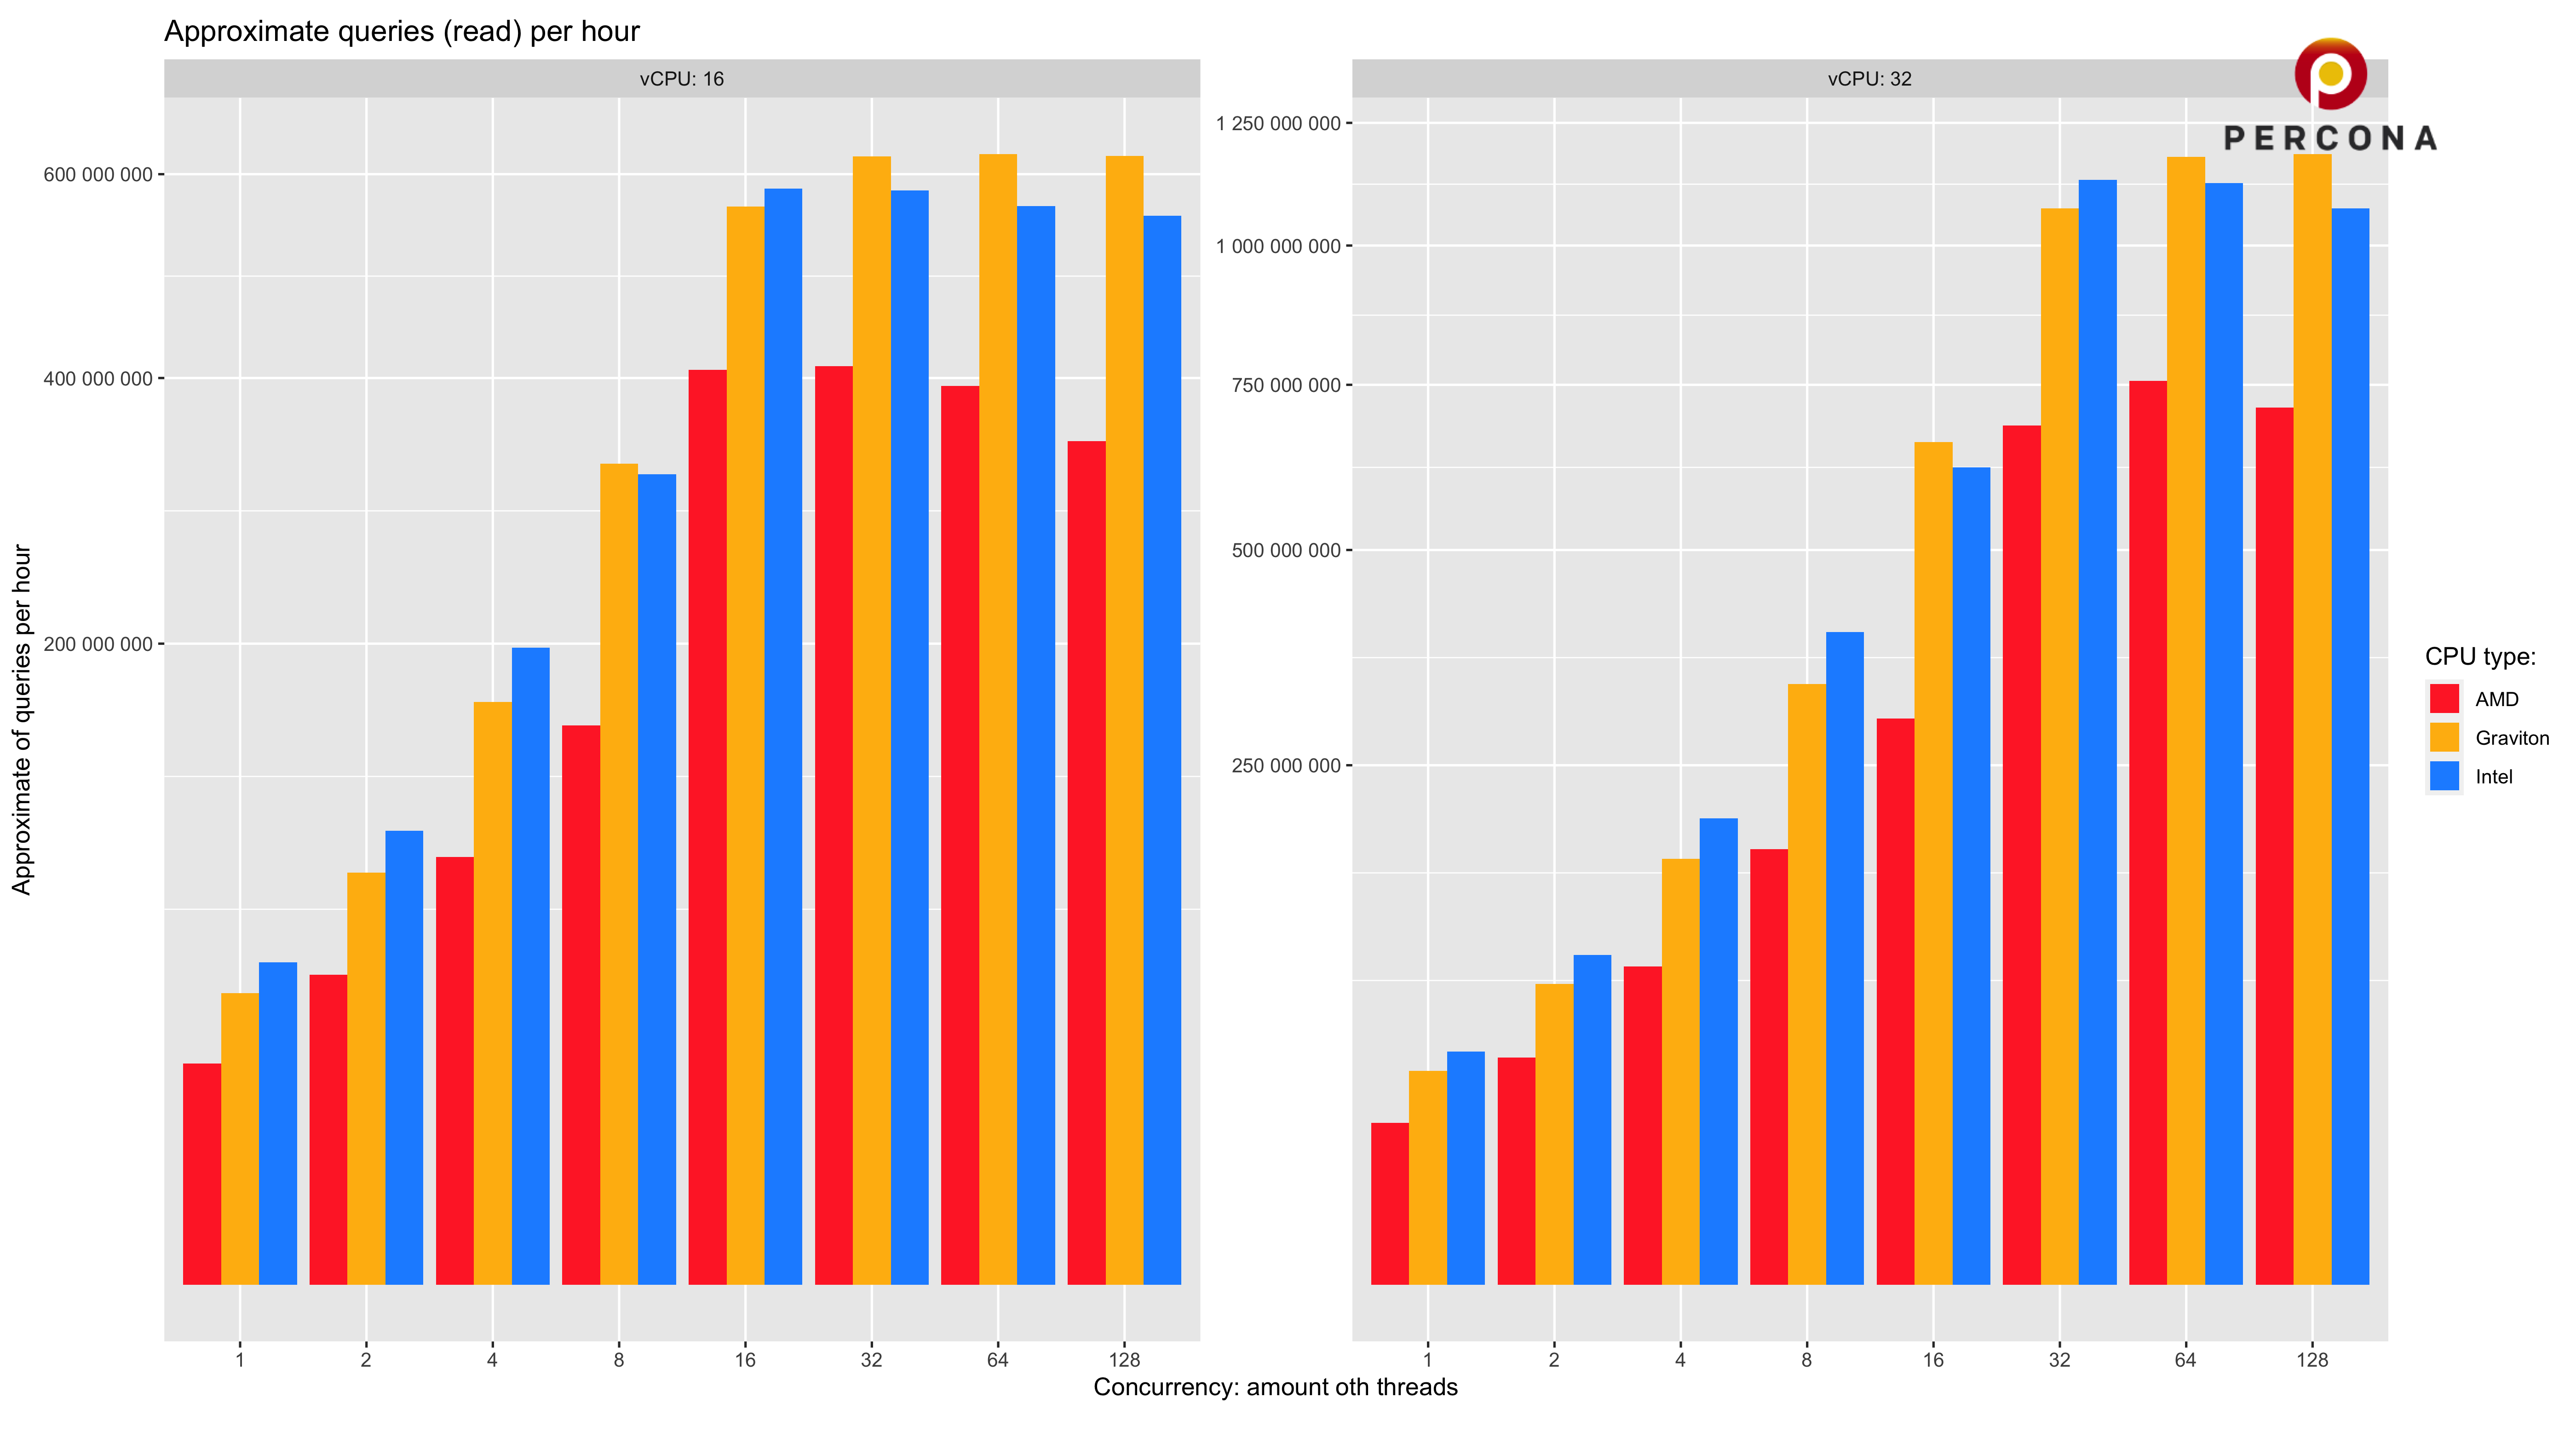 Approximate queries (read) per hour
vCPU: 16
vCPU: 32
PERCONA
Approximate of queries per hour
600 000 000
400 000 000
200 000 000
1 250 000 000
1 000 000 000
750 000 000
500 000 000
250 000 000
1 2 4 8 16 32 64 128
1 2 4 8 16 32 64 128
Concurrency: amount oth threads
CPU type:
AMD
Graviton
Intel